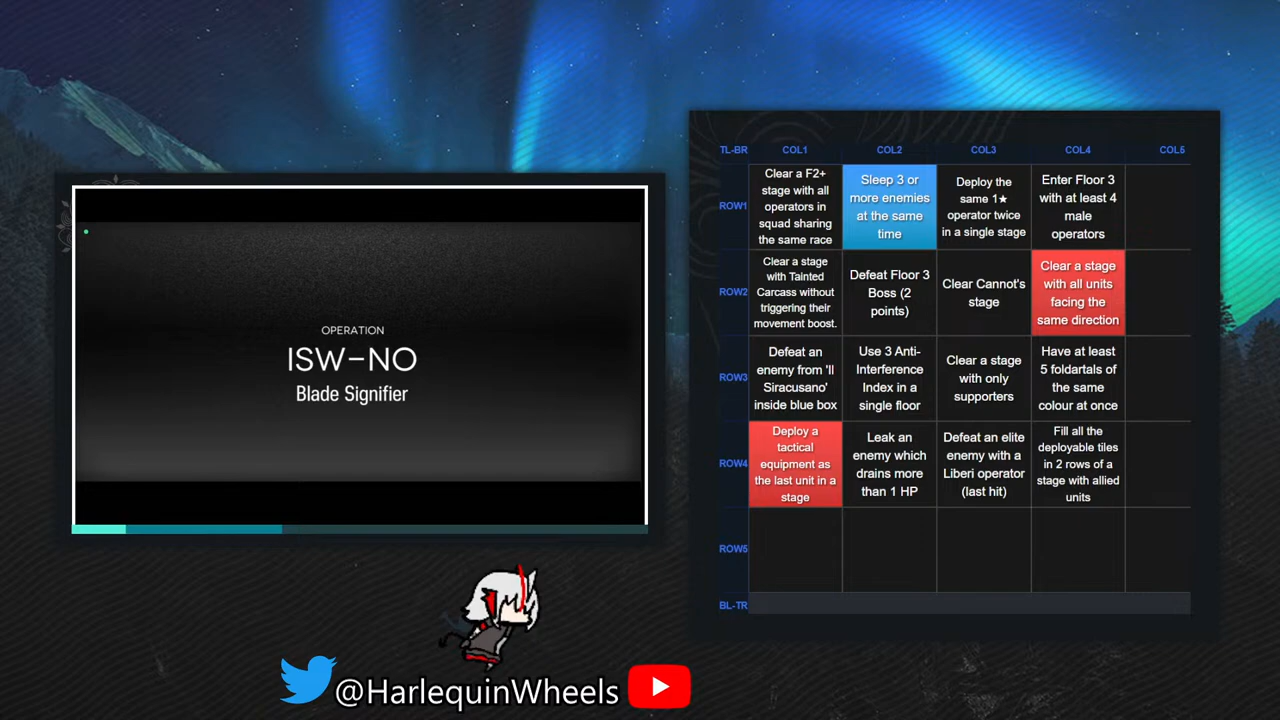 OPERATION
ISW-NO
Blade Signifier
TL-BR
COL1
COL2
COL3
COL4
COL5
ROW1
Clear a F2+
stage with all
operators in
squad sharing
the same race
Sleep 3 or
more enemies
at the same
time
Deploy the
same 1★
operator twice
in a single stage
Enter Floor 3
with at least 4
male
operators
ROW2
Clear a stage
with Tainted
Carcass without
triggering their
movement boost.
Defeat Floor 3
Boss (2
points)
Clear Cannot's
stage
Clear a stage
with all units
facing the
same direction
ROW3
Defeat an
enemy from 'Il
Siracusano'
inside blue box
Use 3 Anti-
Interference
Index in a
single floor
Clear a stage
with only
supporters
Have at least
5 foldartals of
the same
colour at once
ROW4
Deploy a
tactical
equipment as
the last unit in a
stage
Leak an
enemy which
drains more
than 1 HP
Defeat an elite
enemy with a
Liberi operator
(last hit)
Fill all the
deployable tiles
in 2 rows of a
stage with allied
units
ROW5
BL-TR
@HarlequinWheels